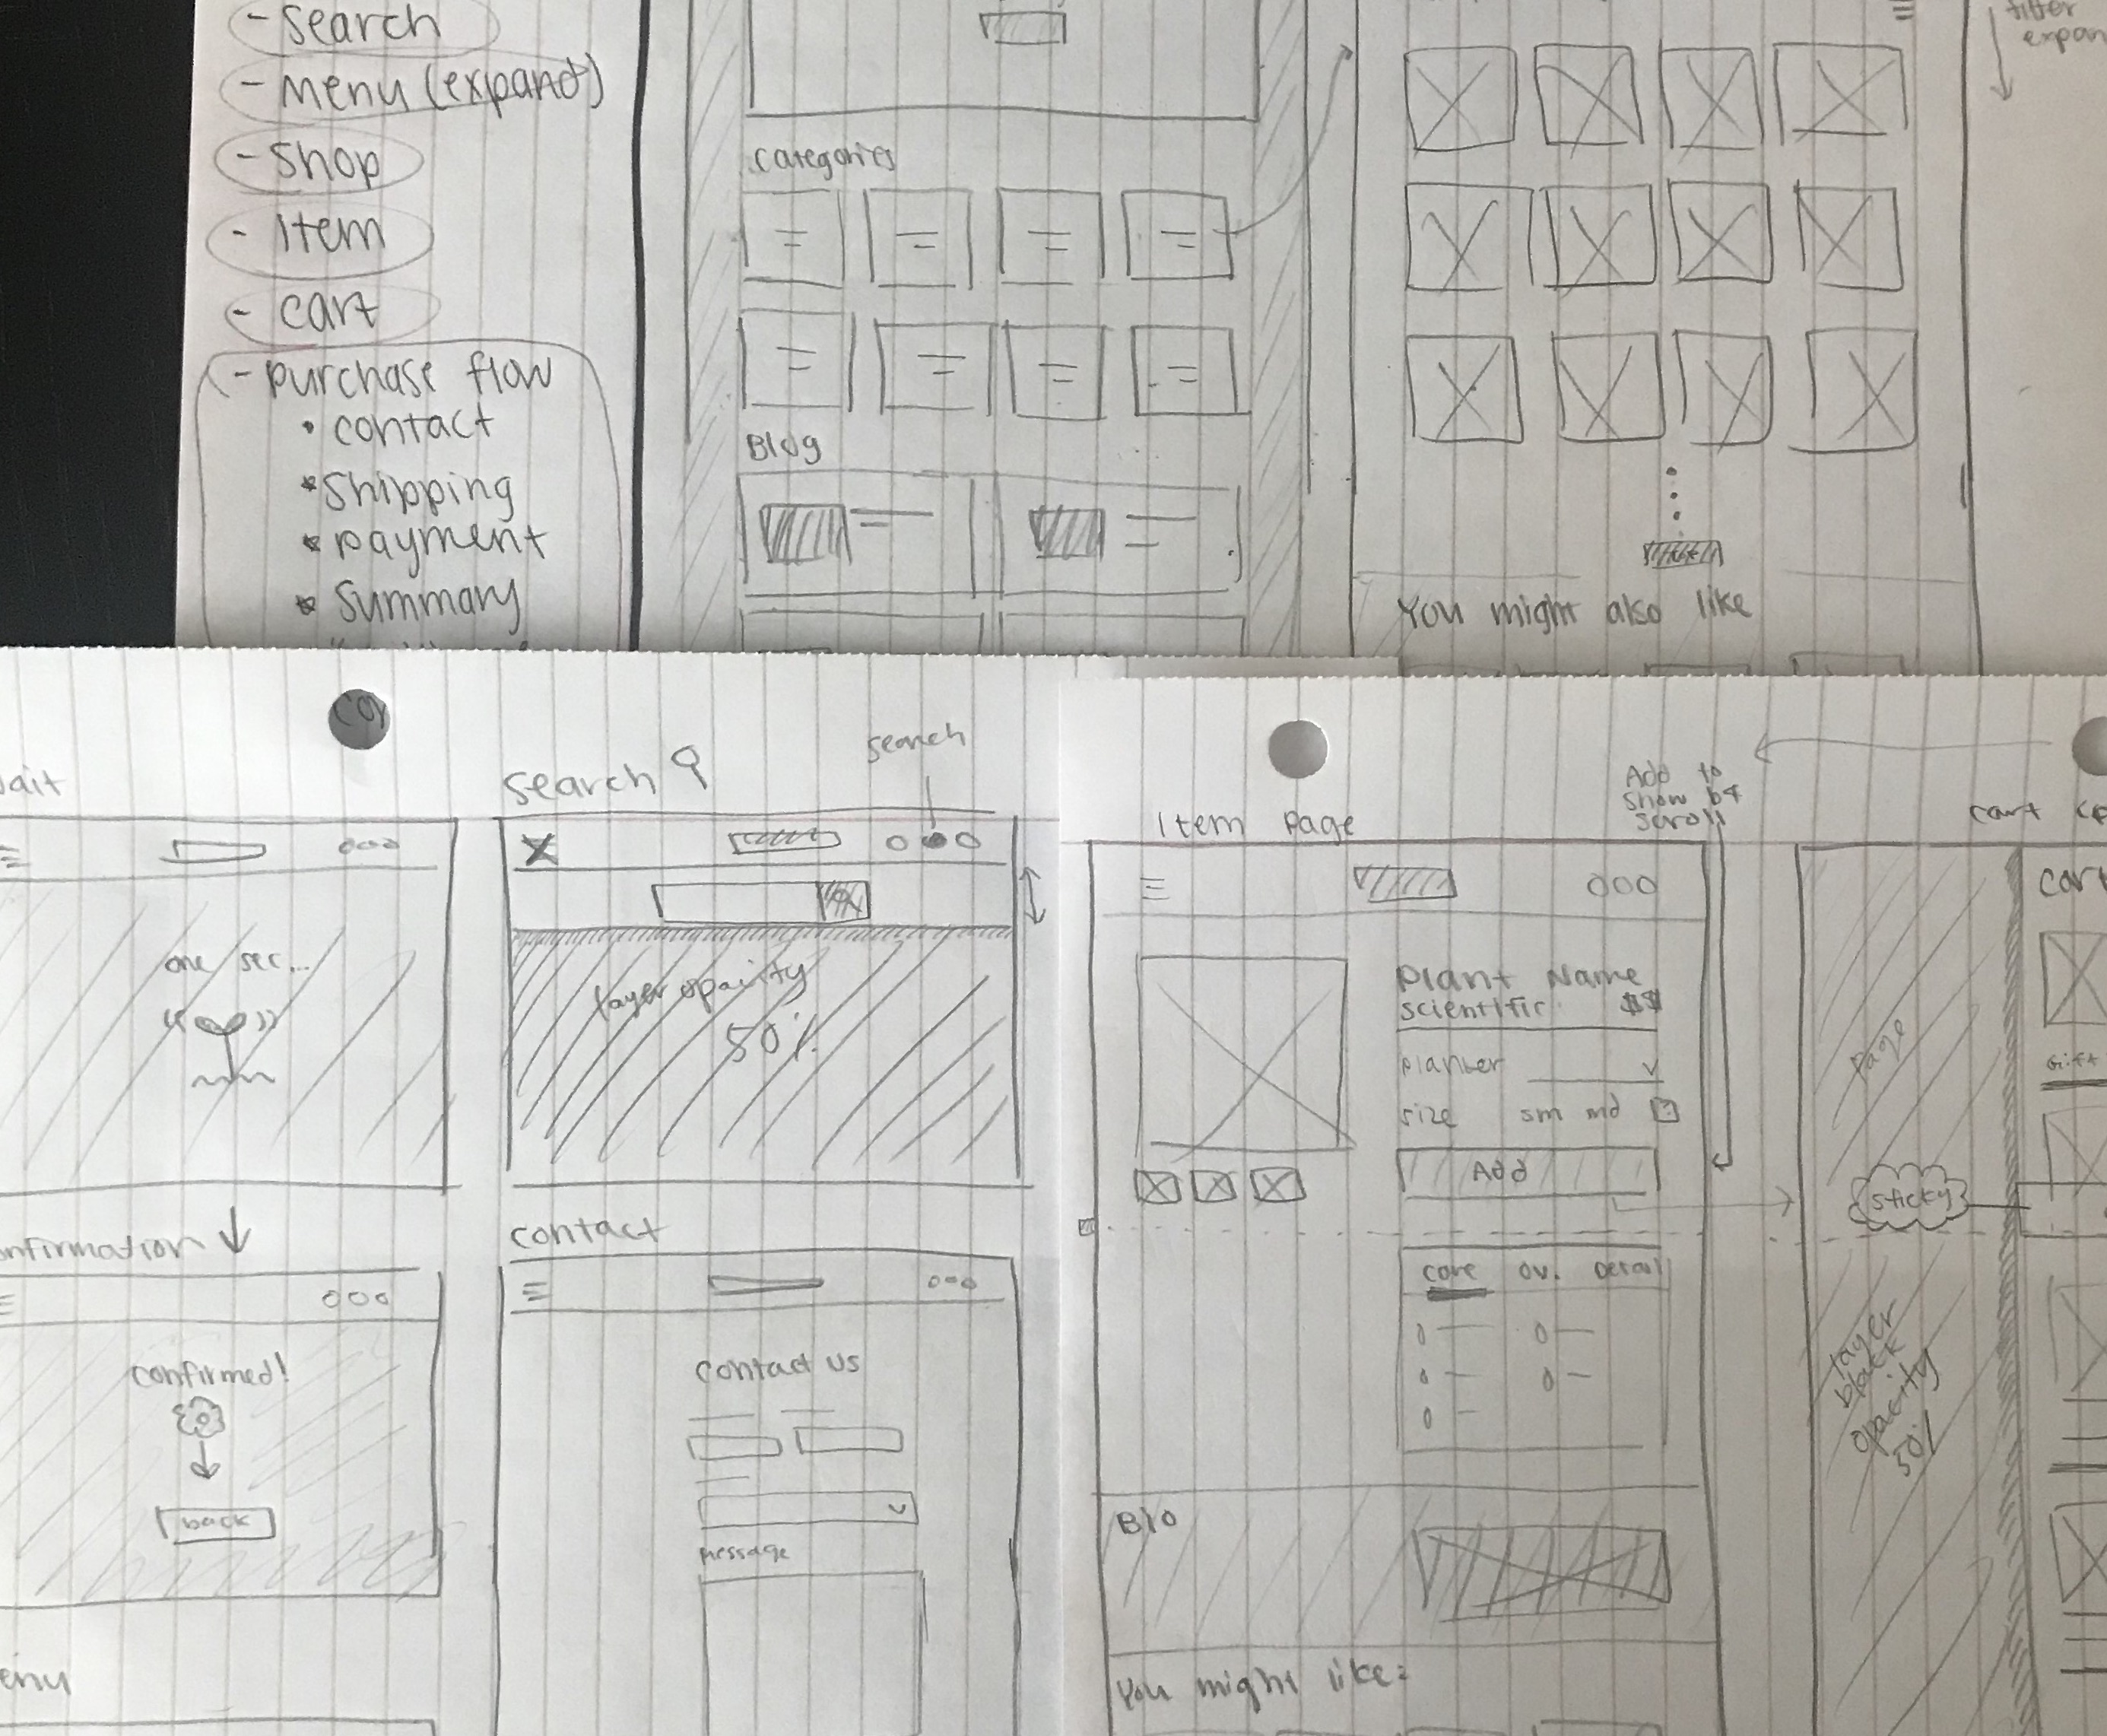 - Search
- Menu (expand)
- Shop
- Item
- cart
- purchase flow
• contact
• Shipping
• payment
• Summary
categories
Blog
filter
expan
You might also like
ait
one sec...
onfirmation
confirmed!
back
enu
search
search
layer opacity
50%
contact
contact us
message
Item page
Add to
show b4
scroll
Plant Name
scientific $$
planter
size sm md
Add
care ov. Detail
Blo
You might like:
cart
page
sticky
layer
black
opacity
50%
Gift